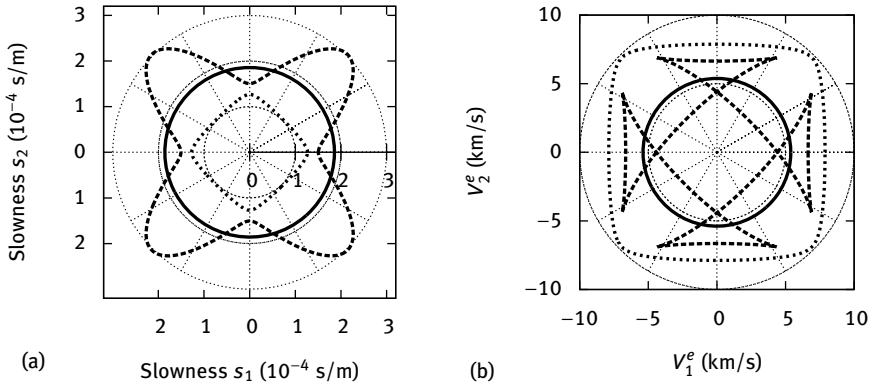 3
2
1
0
1
2
Slowness s₂ (10⁻⁴ s/m)
0 1 2 3
2 1 0 1 2 3
Slowness s₁ (10⁻⁴ s/m)
(a)
10
5
0
−5
−10
V₂ᵉ (km/s)
−10 −5 0 5 10
V₁ᵉ (km/s)
(b)